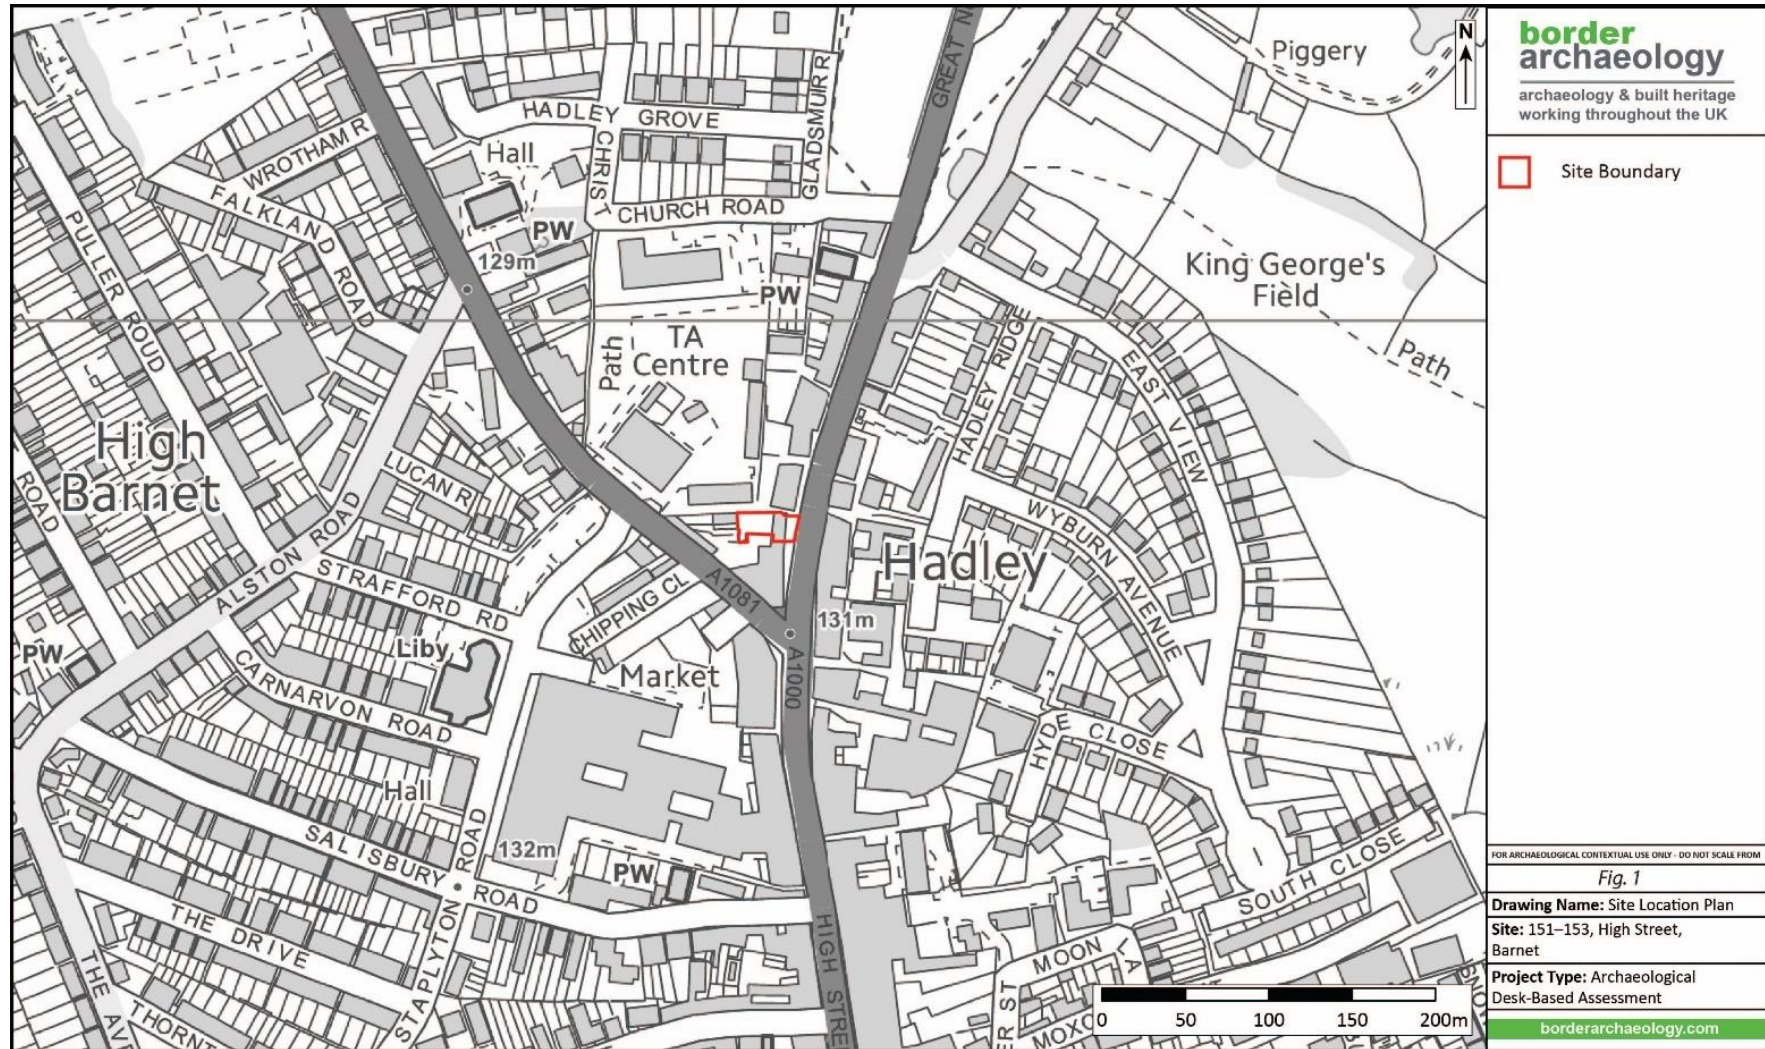 Piggery
N
GREAT N
HADLEY GROVE
GLADSMUIR R
Hall
CHRIST
CHURCH ROAD
WROTHAM R
FALKLAND ROAD
PULLER ROUD
PW
129m
King George's
Field
PW
HADLEY RIDGE
TA
Centre
Path
EAST VIEW
Path
High
Barnet
ROAD
LUCAN R
WYBURN AVENUE
Hadley
ALSTON ROAD
STRAFFORD RD
A1081
CHIPPING CL
131m
PW
Liby
Market
A1000
CARNARVON ROAD
HYDE CLOSE
Hall
SALISBURY ROAD
132m
PW
STAPLYTON ROAD
THE DRIVE
SOUTH CLOSE
HIGH STRE
MOON LA
THE AV
THORNT
ER ST
MOXO
0 50 100 150 200m
border
archaeology
archaeology & built heritage
working throughout the UK
Site Boundary
FOR ARCHAEOLOGICAL CONTEXTUAL USE ONLY - DO NOT SCALE FROM
Fig. 1
Drawing Name: Site Location Plan
Site: 151–153, High Street,
Barnet
Project Type: Archaeological
Desk-Based Assessment
borderarchaeology.com